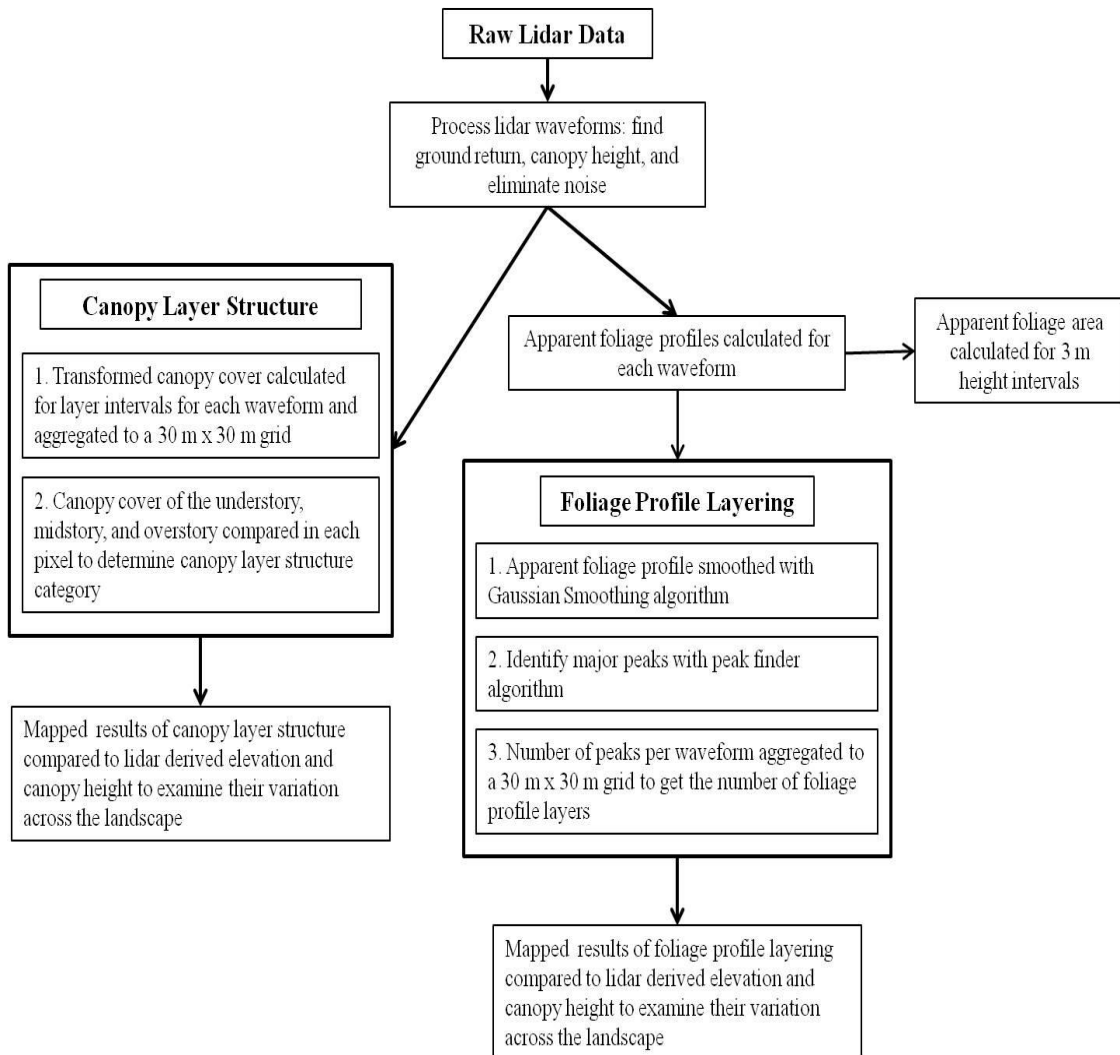 Raw Lidar Data
Process lidar waveforms: find
ground return, canopy height, and
eliminate noise
Canopy Layer Structure
1. Transformed canopy cover calculated
for layer intervals for each waveform and
aggregated to a 30 m x 30 m grid
2. Canopy cover of the understory,
midstory, and overstory compared in each
pixel to determine canopy layer structure
category
Mapped results of canopy layer structure
compared to lidar derived elevation and
canopy height to examine their variation
across the landscape
Apparent foliage profiles calculated for
each waveform
Apparent foliage area
calculated for 3 m
height intervals
Foliage Profile Layering
1. Apparent foliage profile smoothed with
Gaussian Smoothing algorithm
2. Identify major peaks with peak finder
algorithm
3. Number of peaks per waveform aggregated to
a 30 m x 30 m grid to get the number of foliage
profile layers
Mapped results of foliage profile layering
compared to lidar derived elevation and
canopy height to examine their variation
across the landscape